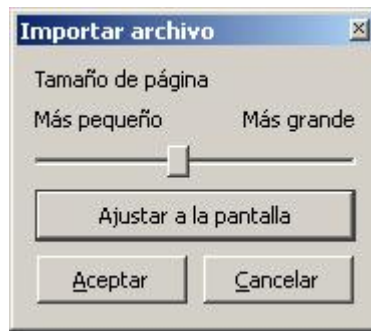 Importar archivo
Tamaño de página
Más pequeño Más grande
Ajustar a la pantalla
Aceptar Cancelar